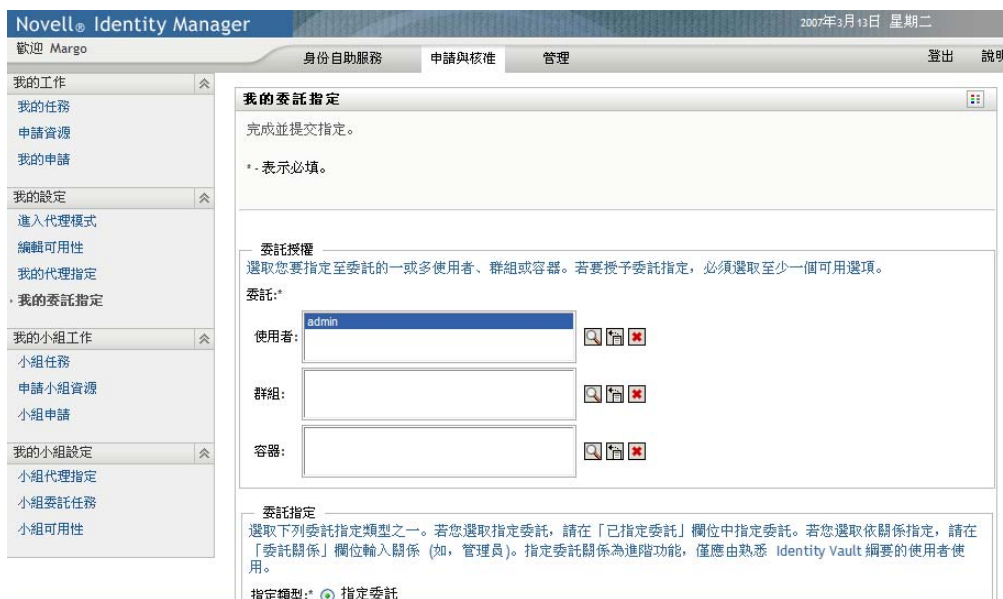 Novell® Identity Manager
2007年3月13日 星期二
歡迎 Margo
身份自助服務
申請與核准
管理
登出
說明
我的工作
我的任務
申請資源
我的申請
我的設定
進入代理模式
編輯可用性
我的代理指定
我的委託指定
我的小組工作
小組任務
申請小組資源
小組申請
我的小組設定
小組代理指定
小組委託任務
小組可用性
我的委託指定
完成並提交指定。
* - 表示必填。
委託授權
選取您要指定至委託的一或多使用者、群組或容器。若要授予委託指定，必須選取至少一個可用選項。
委託:*
使用者:
admin
群組:
容器:
委託指定
選取下列委託指定類型之一。若您選取指定委託，請在「已指定委託」欄位中指定委託。若您選取依關係指定，請在
「委託關係」欄位輸入關係 (如，管理員)。指定委託關係為進階功能，僅應由熟悉 Identity Vault 綱要的使用者使
用。
指定類型:* 指定委託